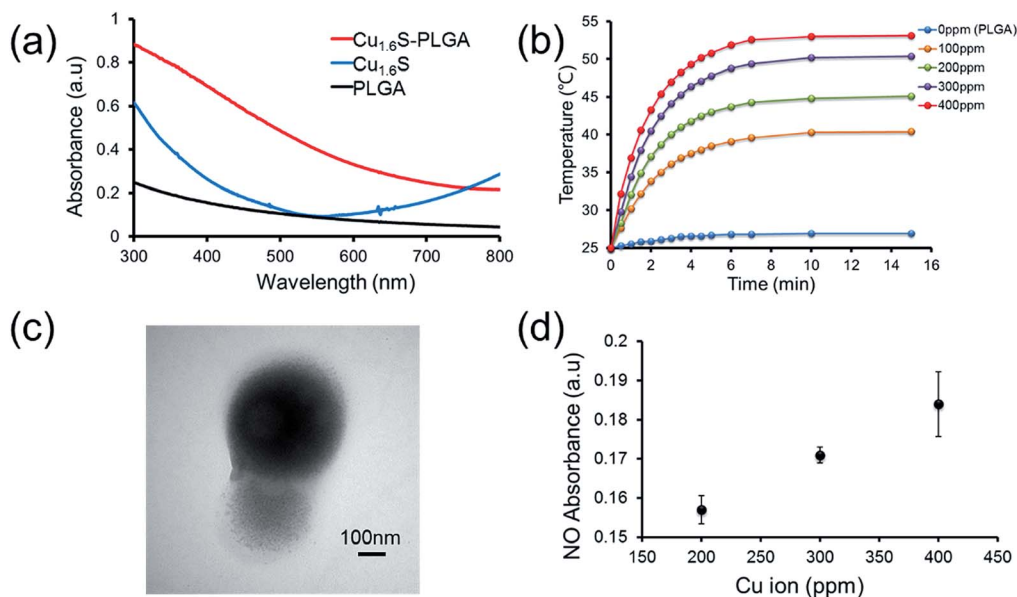 (a)
Absorbance (a.u)
1
0.8
0.6
0.4
0.2
0
300
400
500
600
700
800
Wavelength (nm)
Cu1.6S-PLGA
Cu1.6S
PLGA
(b)
Temperature (℃)
55
50
45
40
35
30
25
0
2
4
6
8
10
12
14
16
Time (min)
0ppm (PLGA)
100ppm
200ppm
300ppm
400ppm
(c)
100nm
(d)
NO Absorbance (a.u)
0.2
0.19
0.18
0.17
0.16
0.15
150
200
250
300
350
400
450
Cu ion (ppm)